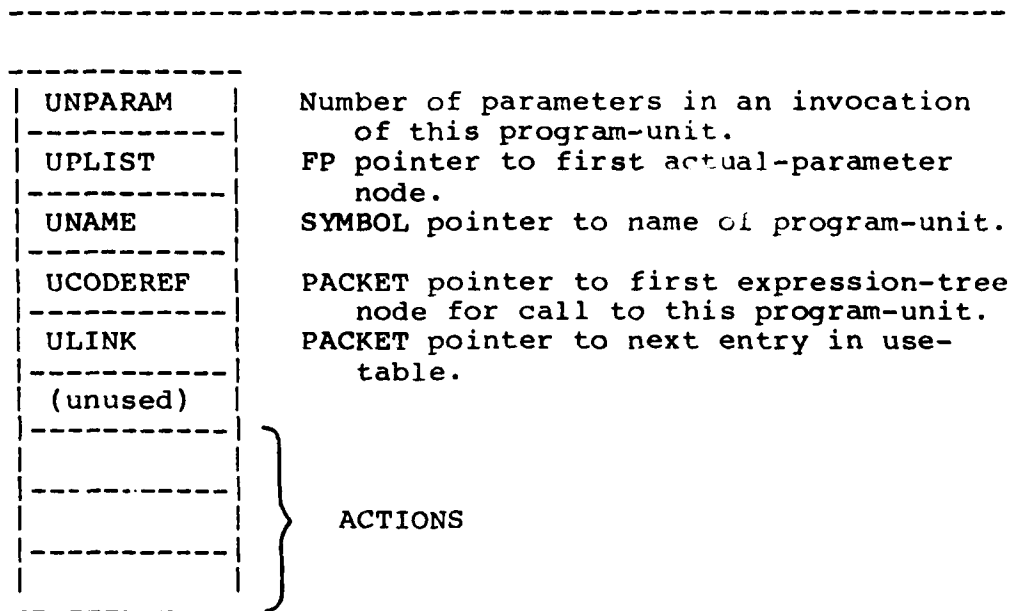 UNPARAM Number of parameters in an invocation
of this program-unit.
UPLIST FP pointer to first actual-parameter
node.
UNAME SYMBOL pointer to name of program-unit.
UCODEREF PACKET pointer to first expression-tree
node for call to this program-unit.
ULINK PACKET pointer to next entry in use-
table.
(unused)
ACTIONS